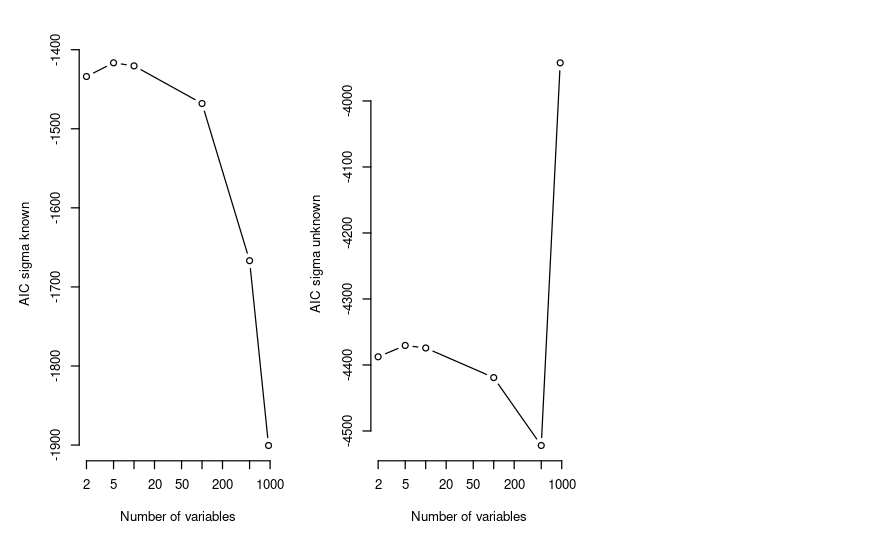 -1400
-1500
-1600
-1700
-1800
-1900
AIC sigma known
2 5 20 50 200 1000
Number of variables
-4000
-4100
-4200
-4300
-4400
-4500
AIC sigma unknown
2 5 20 50 200 1000
Number of variables